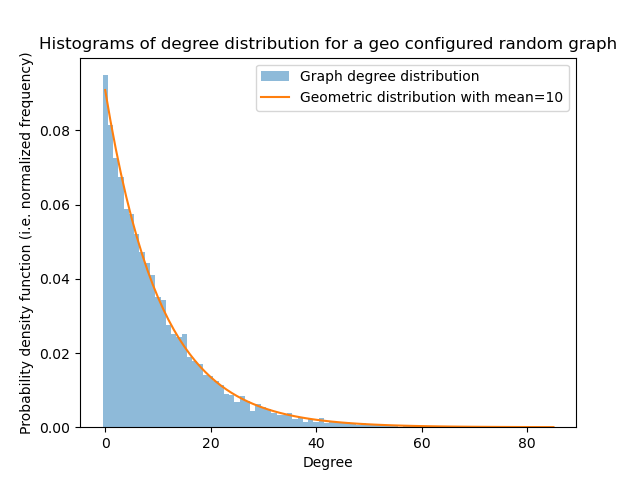 Histograms of degree distribution for a geo configured random graph
Graph degree distribution
Geometric distribution with mean=10
Probability density function (i.e. normalized frequency)
0.08
0.06
0.04
0.02
0.00
0 20 40 60 80
Degree